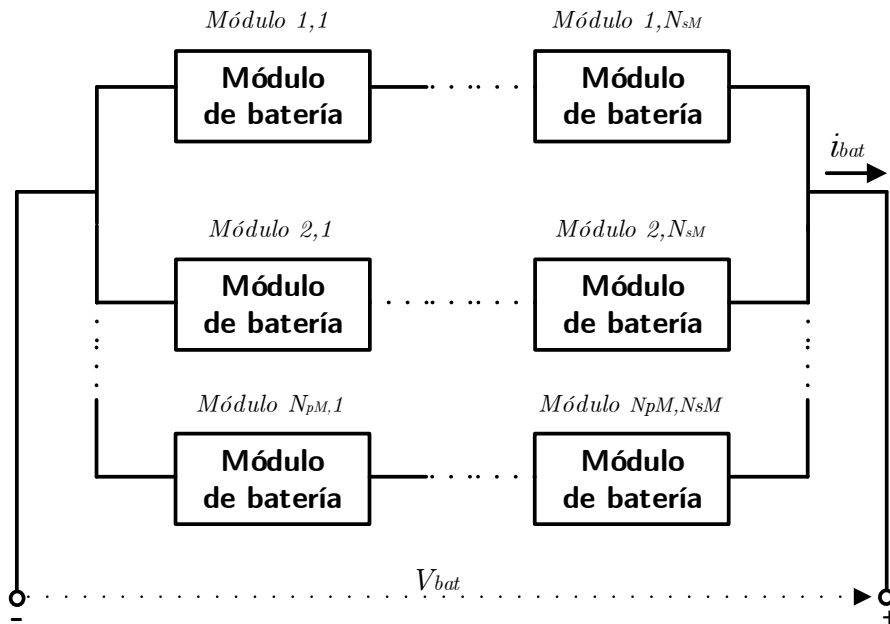 Módulo 1,1
Módulo 1,NsM
Módulo
de batería
Módulo
de batería
ibat
Módulo 2,1
Módulo 2,NsM
Módulo
de batería
Módulo
de batería
Módulo NpM,1
Módulo NpM,NsM
Módulo
de batería
Módulo
de batería
Vbat
-
+